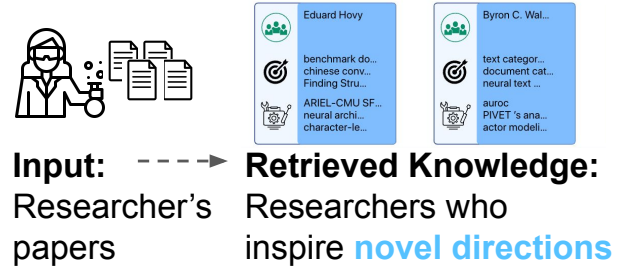 Eduard Hovy
benchmark do...
chinese conv...
Finding Stru...
ARIEL-CMU SF...
neural archi...
character-le...
Byron C. Wal...
text categor...
document cat...
neural text ...
auroc
PIVET 's ana...
actor modeli...
Input:
Researcher's
papers
Retrieved Knowledge:
Researchers who
inspire novel directions